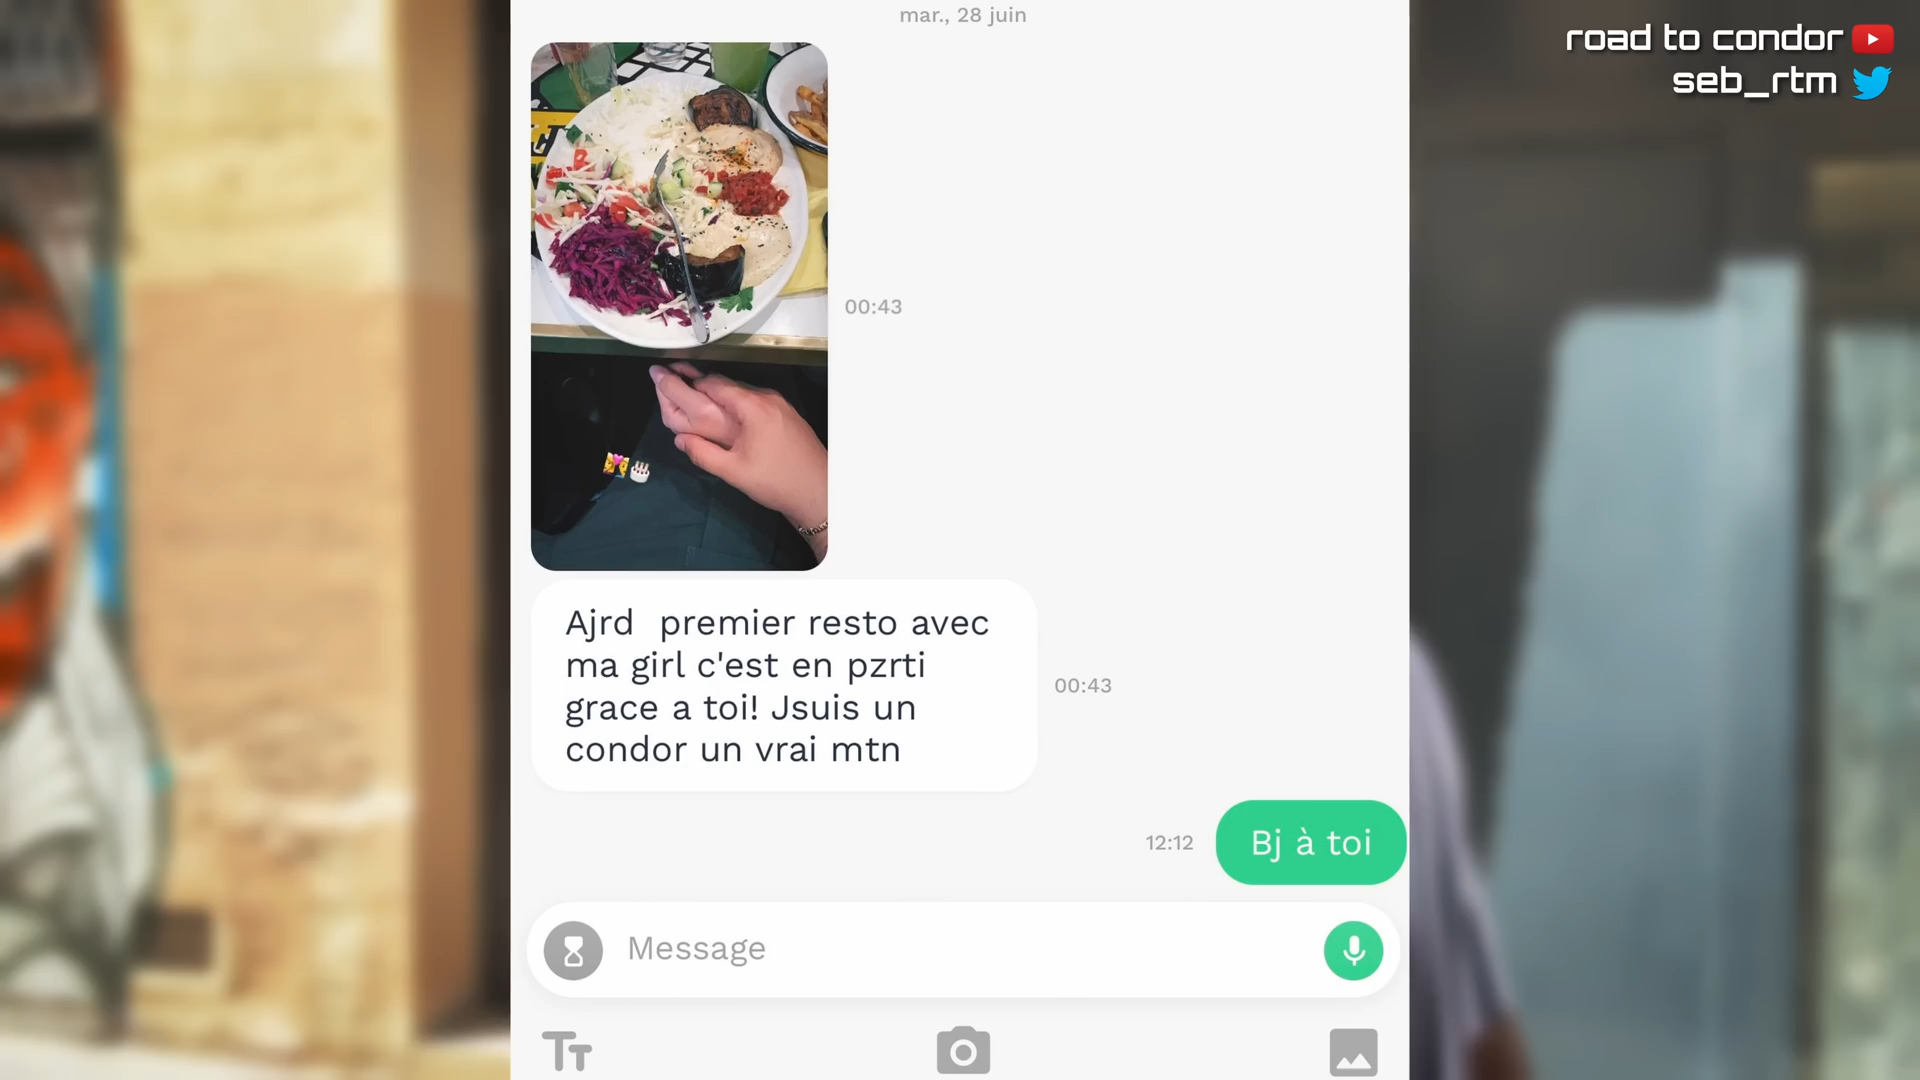 mar., 28 juin
road to condor
seb_rtm
00:43
Ajrd premier resto avec
ma girl c'est en pzrti
grace a toi! Jsuis un
condor un vrai mtn
00:43
12:12
Bj à toi
Message
Tt